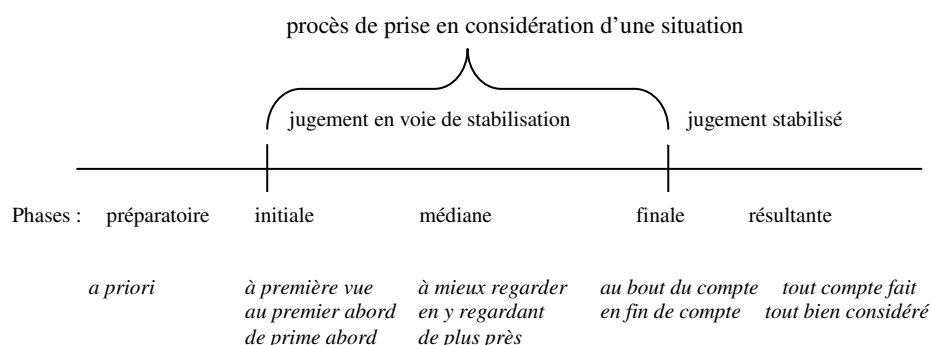 procès de prise en considération d’une situation
jugement en voie de stabilisation jugement stabilisé
Phases : préparatoire initiale médiane finale résultante
a priori à première vue à mieux regarder au bout du compte tout compte fait
au premier abord en y regardant en fin de compte tout bien considéré
de prime abord de plus près